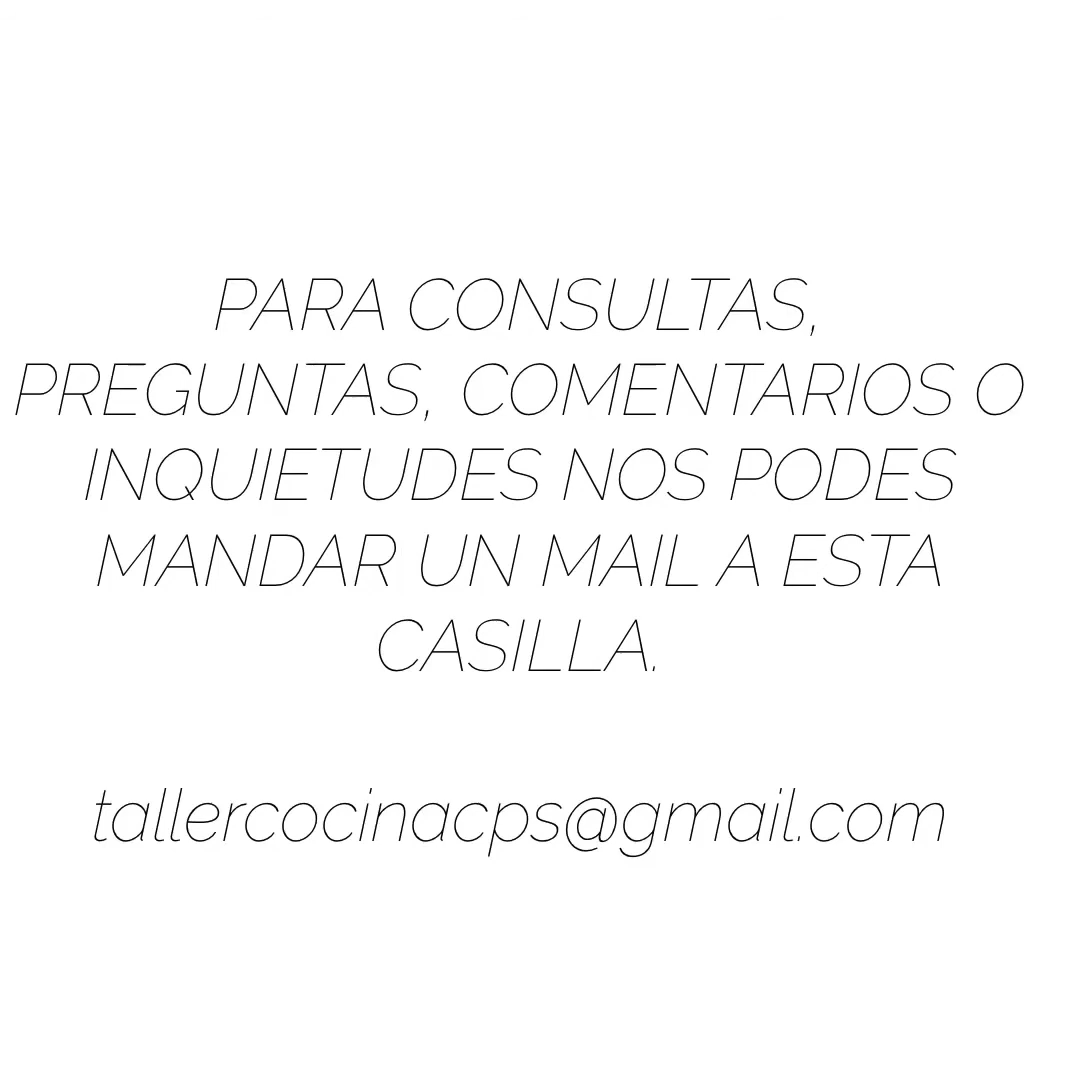 PARA CONSULTAS,
PREGUNTAS, COMENTARIOS O
INQUIETUDES NOS PODES
MANDAR UN MAIL A ESTA
CASILLA.
tallercocinacps@gmail.com